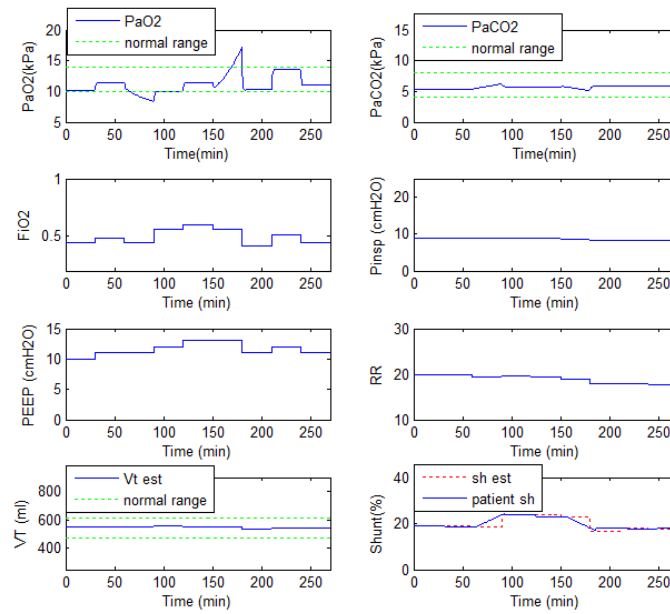 PaO2
normal range
PaO2(kPa)
20
15
10
5
0 50 100 150 200 250
Time(min)
PaCO2
normal range
PaCO2(kPa)
15
10
5
0
0 50 100 150 200 250
Time(min)
FiO2
1
0.5
0 50 100 150 200 250
Time (min)
Pinsp (cmH2O)
20
10
0
0 50 100 150 200 250
Time (min)
PEEP (cmH2O)
15
10
5
0
0 50 100 150 200 250
Time (min)
RR
30
20
10
0 50 100 150 200 250
Time (min)
Vt est
normal range
VT (ml)
800
600
400
0 50 100 150 200 250
Time (min)
sh est
patient sh
Shunt(%)
40
20
0
0 50 100 150 200 250
Time (min)